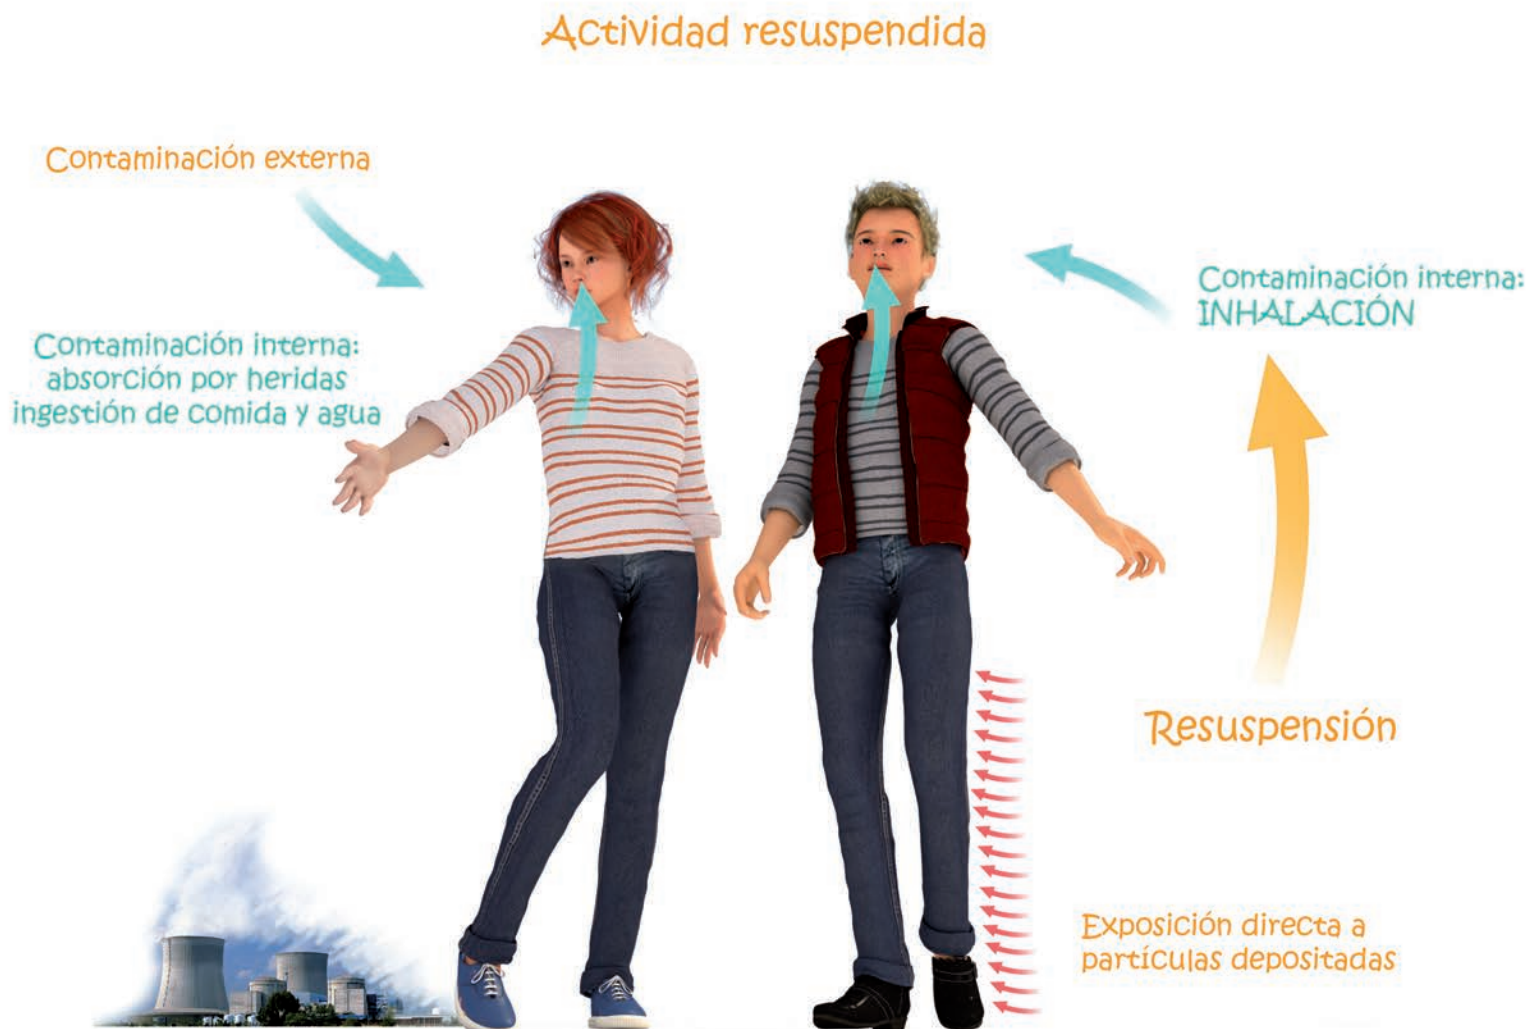 Actividad resuspendida
Contaminación externa
Contaminación interna:
absorción por heridas
ingestión de comida y agua
Contaminación interna:
INHALACIÓN
Resuspensión
Exposición directa a
partículas depositadas